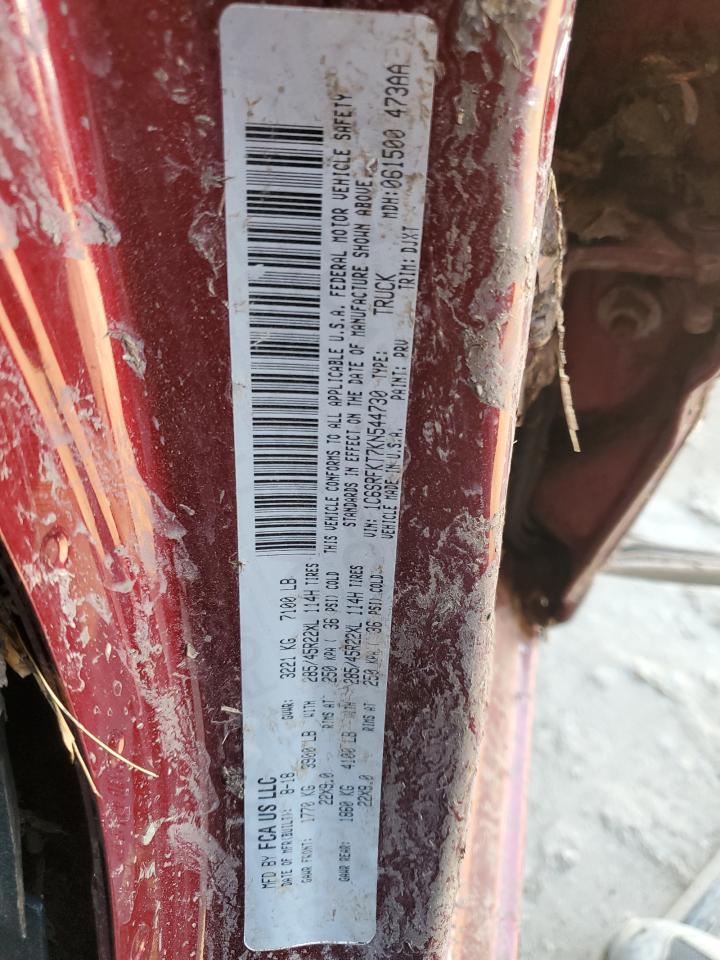 MFD BY FCA US LLC
DATE OF MFR(BUILT): 8-18 GVWR: 3221 KG 7100 LB
GAWR FRONT: 1770 KG 3900 LB WITH 285/45R22XL 114H TIRES
22X9.0 RIMS AT 250 KPA ( 36 PSI) COLD
GAWR REAR: 1860 KG 4100 LB WITH 285/45R22XL 114H TIRES
22X9.0 RIMS AT 250 KPA ( 36 PSI) COLD
THIS VEHICLE CONFORMS TO ALL APPLICABLE U.S.A. FEDERAL MOTOR VEHICLE SAFETY
STANDARDS IN EFFECT ON THE DATE OF MANUFACTURE SHOWN ABOVE.
VIN: 1C6SRFKT7KN544730 TYPE: TRUCK MDH:061500 473AA
VEHICLE MADE IN U.S.A. PAINT: PRV TRIM: DJXT